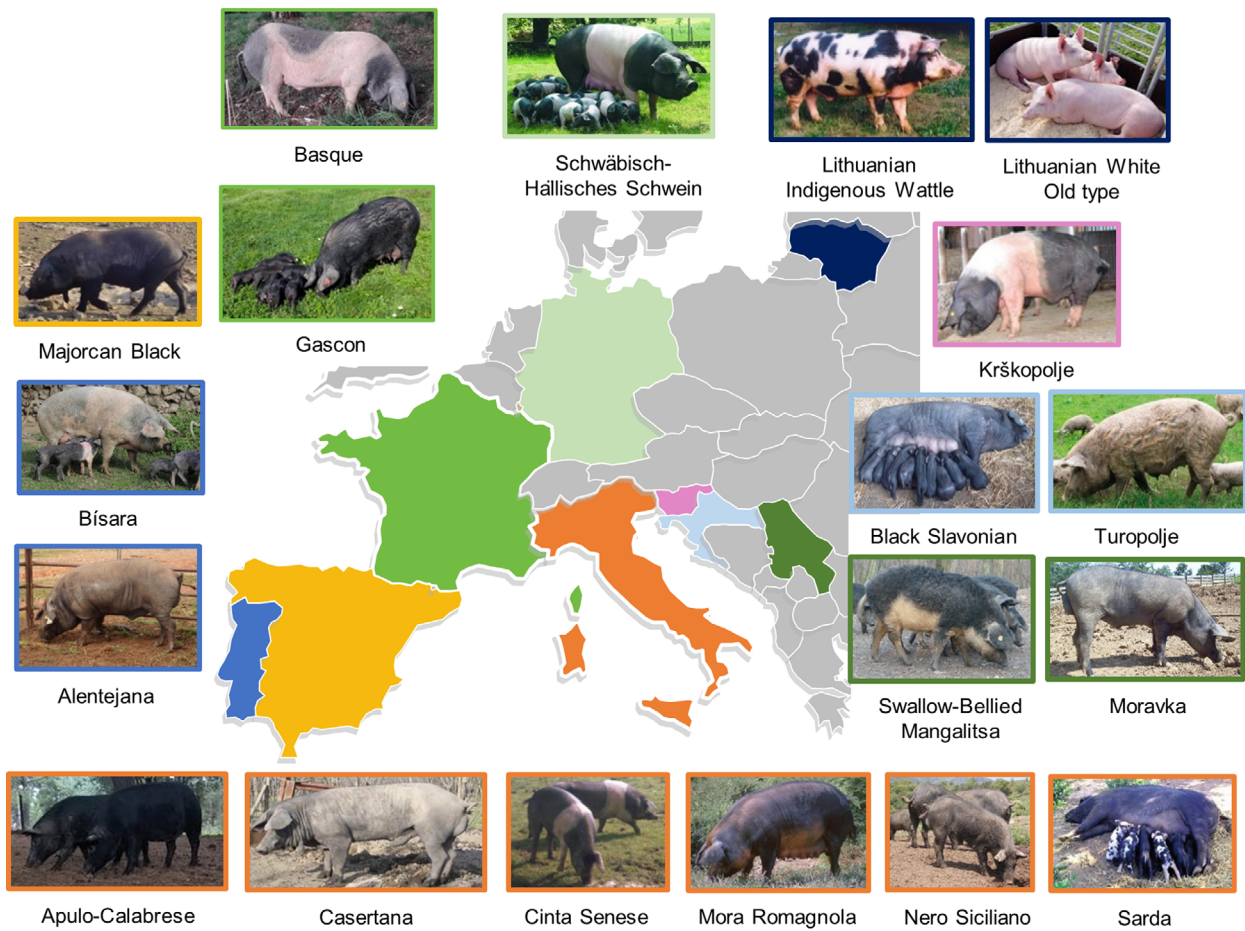 Basque
Schwäbisch-
Hällisches Schwein
Lithuanian
Indigenous Wattle
Lithuanian White
Old type
Majorcan Black
Gascon
Krškopolje
Bísara
Black Slavonian
Turopolje
Alentejana
Swallow-Bellied
Mangalitsa
Moravka
Apulo-Calabrese
Casertana
Cinta Senese
Mora Romagnola
Nero Siciliano
Sarda